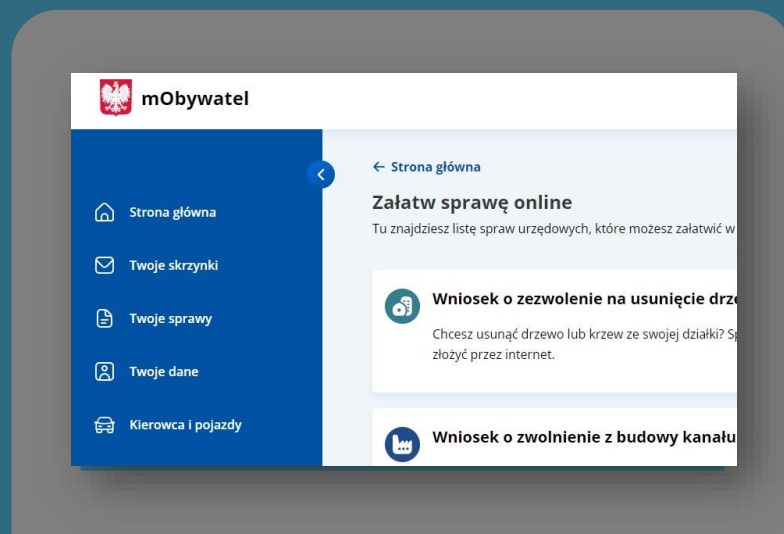 mObywatel
Strona główna
Twoje skrzynki
Twoje sprawy
Twoje dane
Kierowca i pojazdy
← Strona główna
Załatw sprawę online
Tu znajdziesz listę spraw urzędowych, które możesz załatwić w
Wniosek o zezwolenie na usunięcie
Chcesz usunąć drzewo lub krzew ze swojej działki?
złożyć przez internet.
Wniosek o zwolnienie z budowy kanału